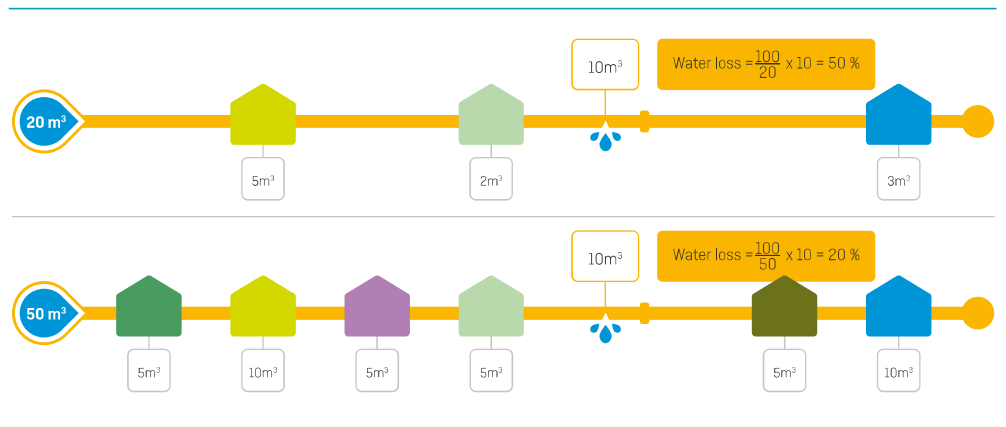 10m³
Water loss = 100/20 x 10 = 50 %
20 m³
5m³
2m³
3m³
10m³
Water loss = 100/50 x 10 = 20 %
50 m³
5m³
10m³
5m³
5m³
5m³
10m³